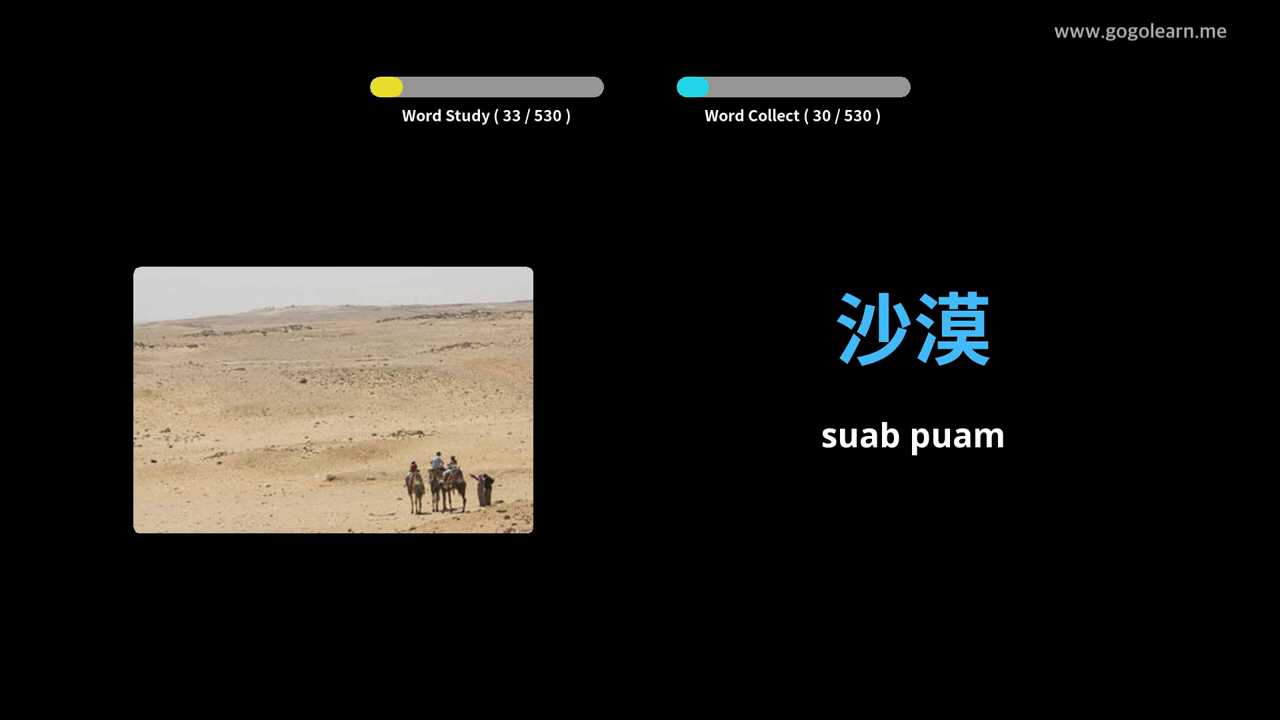 www.gogolearn.me
Word Study ( 33 / 530 )
Word Collect ( 30 / 530 )
沙漠
suab puam